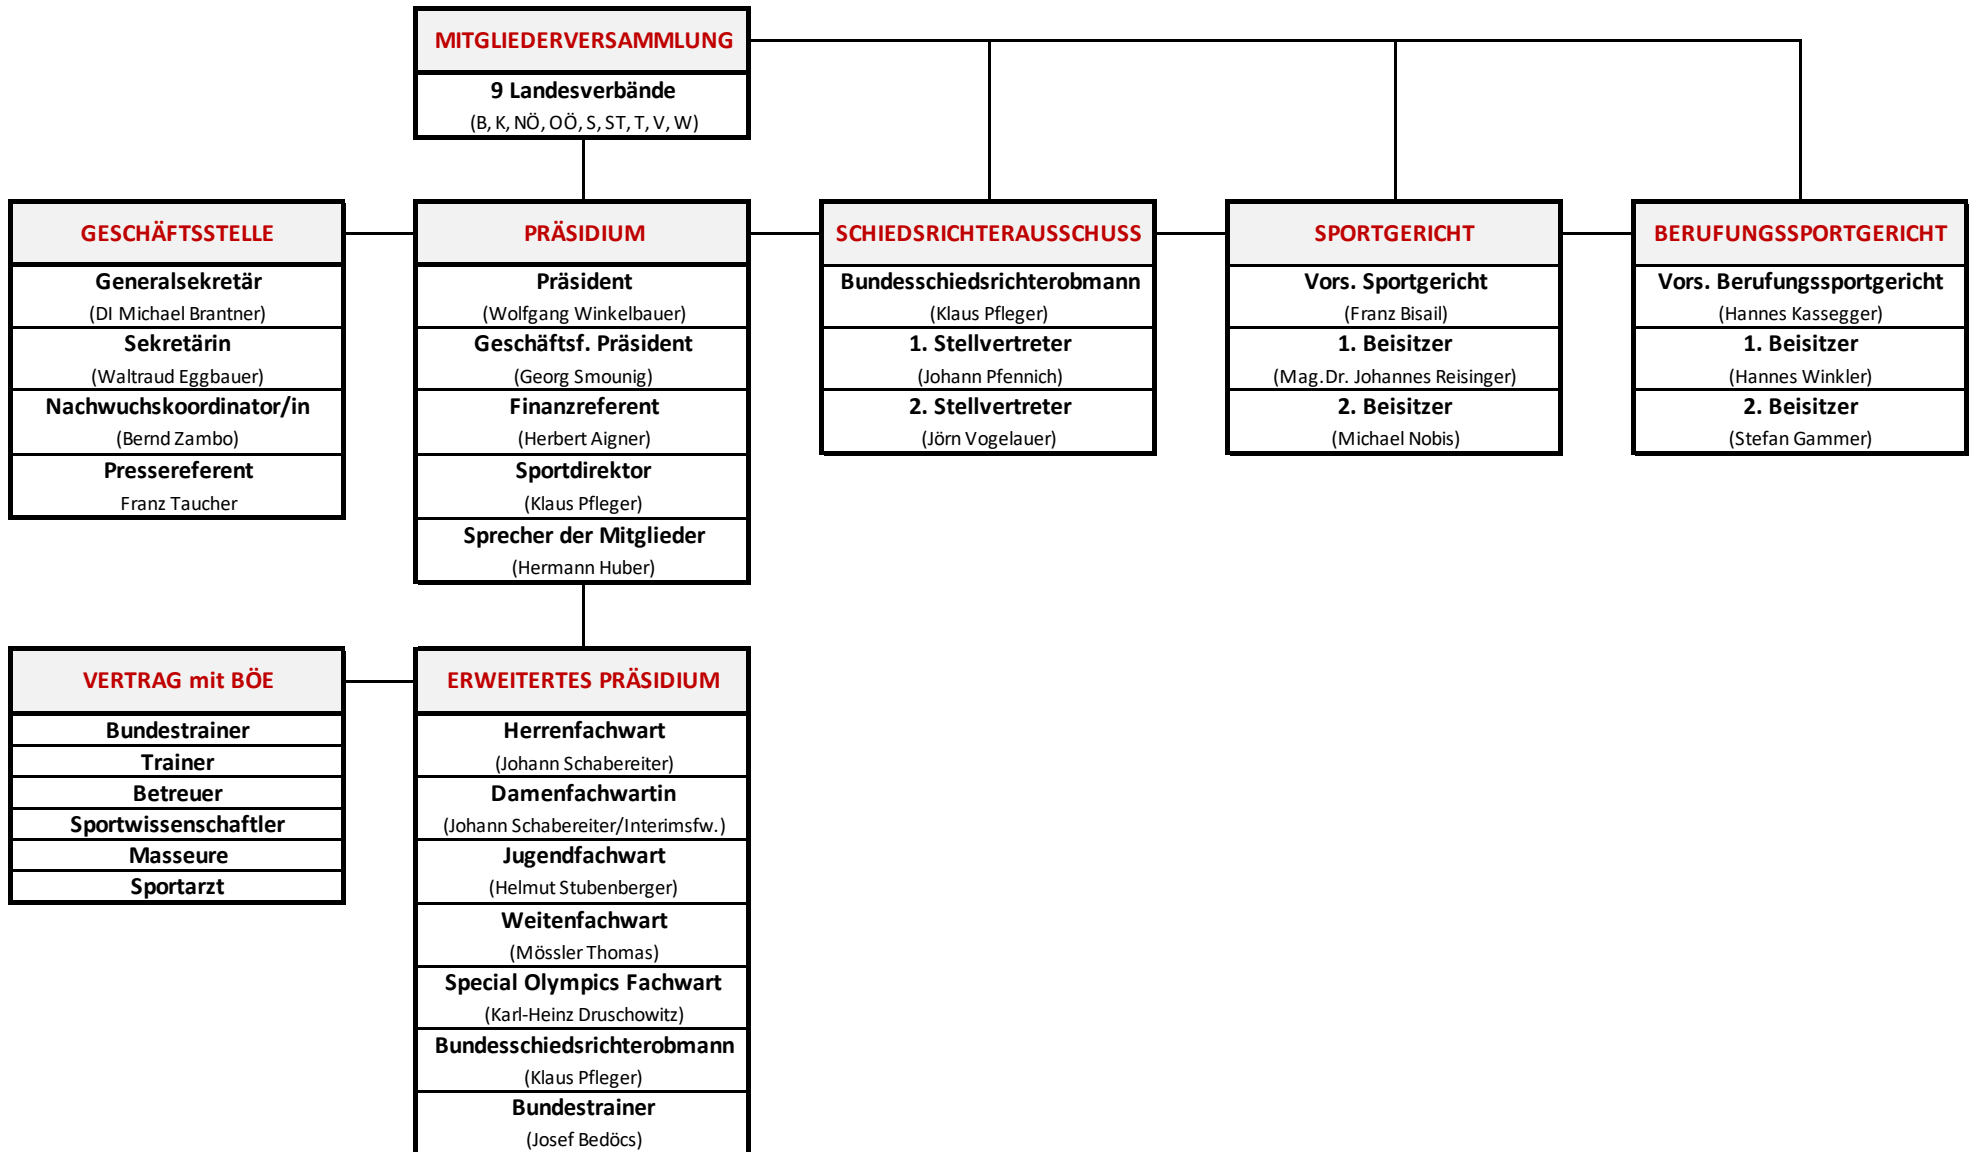 MITGLIEDERVERSAMMLUNG
9 Landesverbände
(B, K, NÖ, OÖ, S, ST, T, V, W)
GESCHÄFTSSTELLE
Generalsekretär
(DI Michael Brantner)
Sekretärin
(Waltraud Eggbauer)
Nachwuchskoordinator/in
(Bernd Zambo)
Pressereferent
Franz Taucher
PRÄSIDIUM
Präsident
(Wolfgang Winkelbauer)
Geschäftsf. Präsident
(Georg Smounig)
Finanzreferent
(Herbert Aigner)
Sportdirektor
(Klaus Pfleger)
Sprecher der Mitglieder
(Hermann Huber)
SCHIEDSRICHTERAUSSCHUSS
Bundesschiedsrichterobmann
(Klaus Pfleger)
1. Stellvertreter
(Johann Pfennich)
2. Stellvertreter
(Jörn Vogelauer)
SPORTGERICHT
Vors. Sportgericht
(Franz Bisail)
1. Beisitzer
(Mag.Dr. Johannes Reisinger)
2. Beisitzer
(Michael Nobis)
BERUFUNGSSPORTGERICHT
Vors. Berufungssportgericht
(Hannes Kassegger)
1. Beisitzer
(Hannes Winkler)
2. Beisitzer
(Stefan Gammer)
VERTRAG mit BÖE
Bundestrainer
Trainer
Betreuer
Sportwissenschaftler
Masseure
Sportarzt
ERWEITERTES PRÄSIDIUM
Herrenfachwart
(Johann Schabereiter)
Damenfachwartin
(Johann Schabereiter/Interimsfw.)
Jugendfachwart
(Helmut Stubenberger)
Weitenfachwart
(Mössler Thomas)
Special Olympics Fachwart
(Karl-Heinz Druschowitz)
Bundesschiedsrichterobmann
(Klaus Pfleger)
Bundestrainer
(Josef Bedöcs)